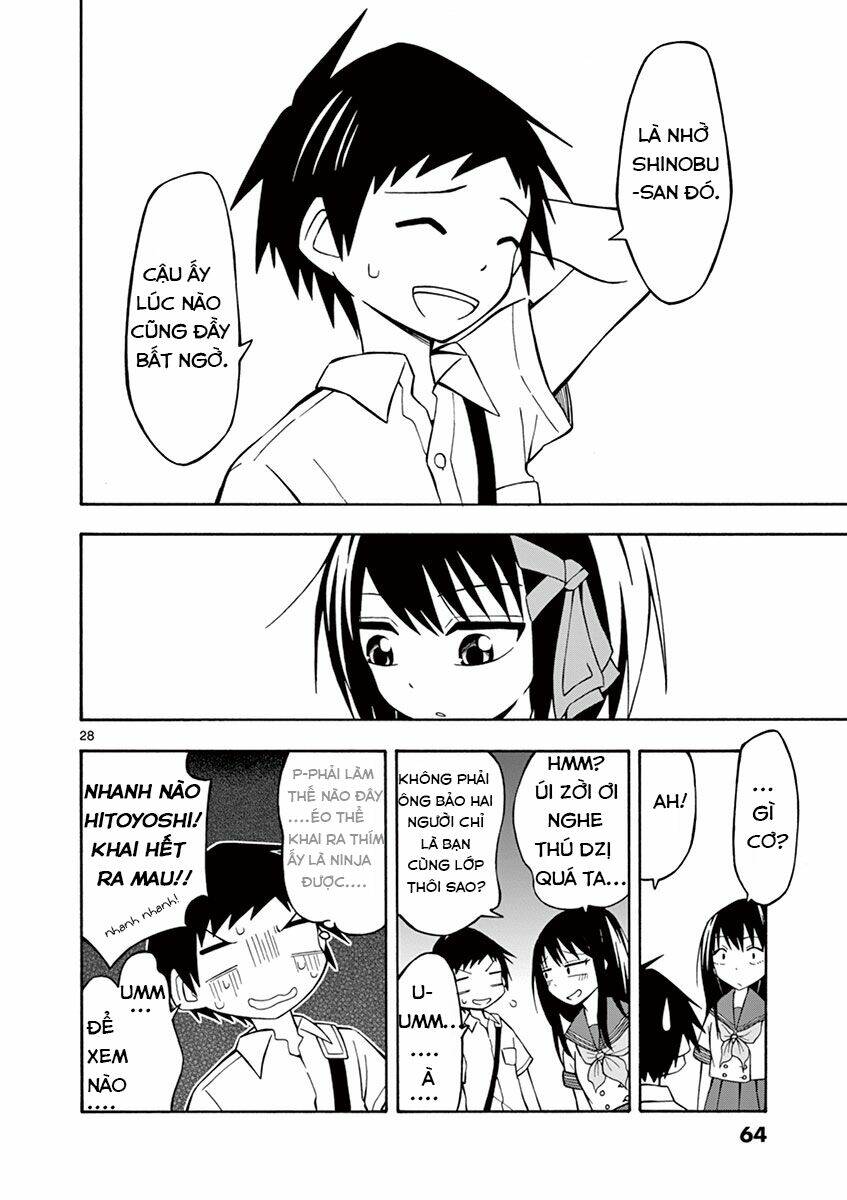 LÀ NHỜ
SHINOBU
-SAN ĐÓ.
CẬU ẤY
LÚC NÀO
CŨNG ĐẦY
BẤT NGỜ.
28
...
GÌ
CƠ?
AH!
HMM?
ÚI ZỜI ƠI
NGHE
THÚ DZỊ
QUÁ TA...
KHÔNG PHẢI
ÔNG BẢO HAI
NGƯỜI CHỈ
LÀ BẠN
CÙNG LỚP
THÔI SAO?
U-
UMM...
....
À
P-PHẢI LÀM
THẾ NÀO ĐÂY
....ÉO THỂ
KHAI RA THÍM
ẤY LÀ NINJA
ĐƯỢC....
NHANH NÀO
HITOYOSHI!
KHAI HẾT
RA MAU!!
nhanh nhanh!
UMM
....
ĐỂ
XEM
NÀO
....
64